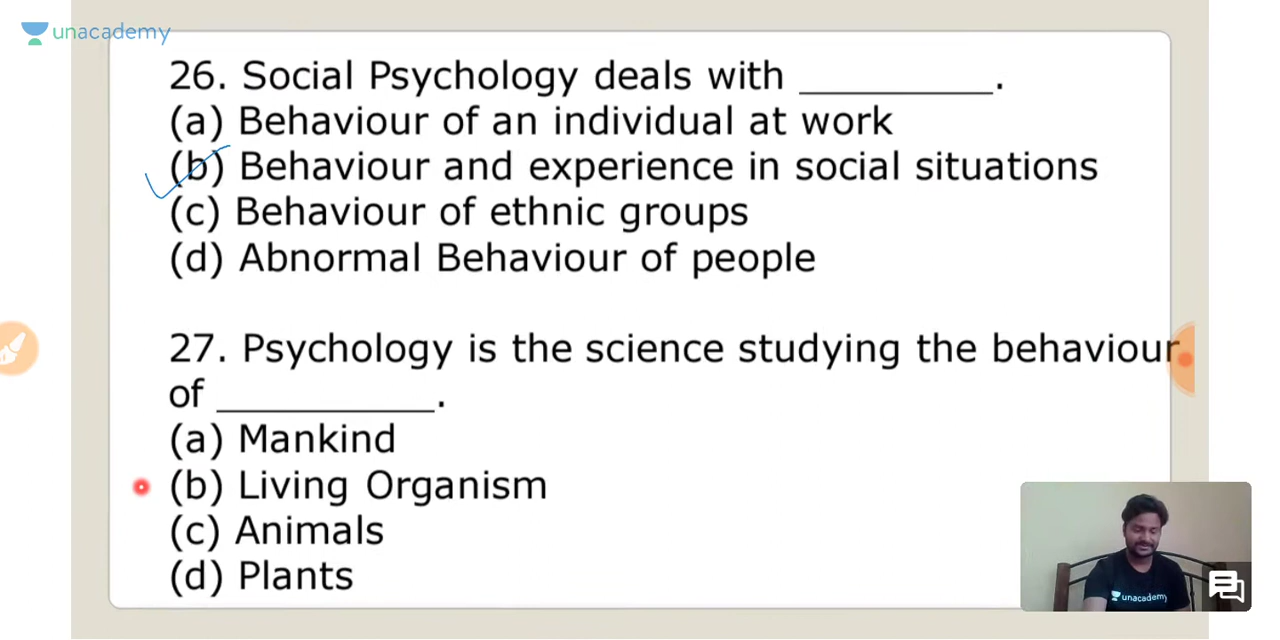 unacademy
26. Social Psychology deals with __________.
(a) Behaviour of an individual at work
(b) Behaviour and experience in social situations
(c) Behaviour of ethnic groups
(d) Abnormal Behaviour of people
27. Psychology is the science studying the behaviour
of ___________.
(a) Mankind
(b) Living Organism
(c) Animals
(d) Plants
unacademy